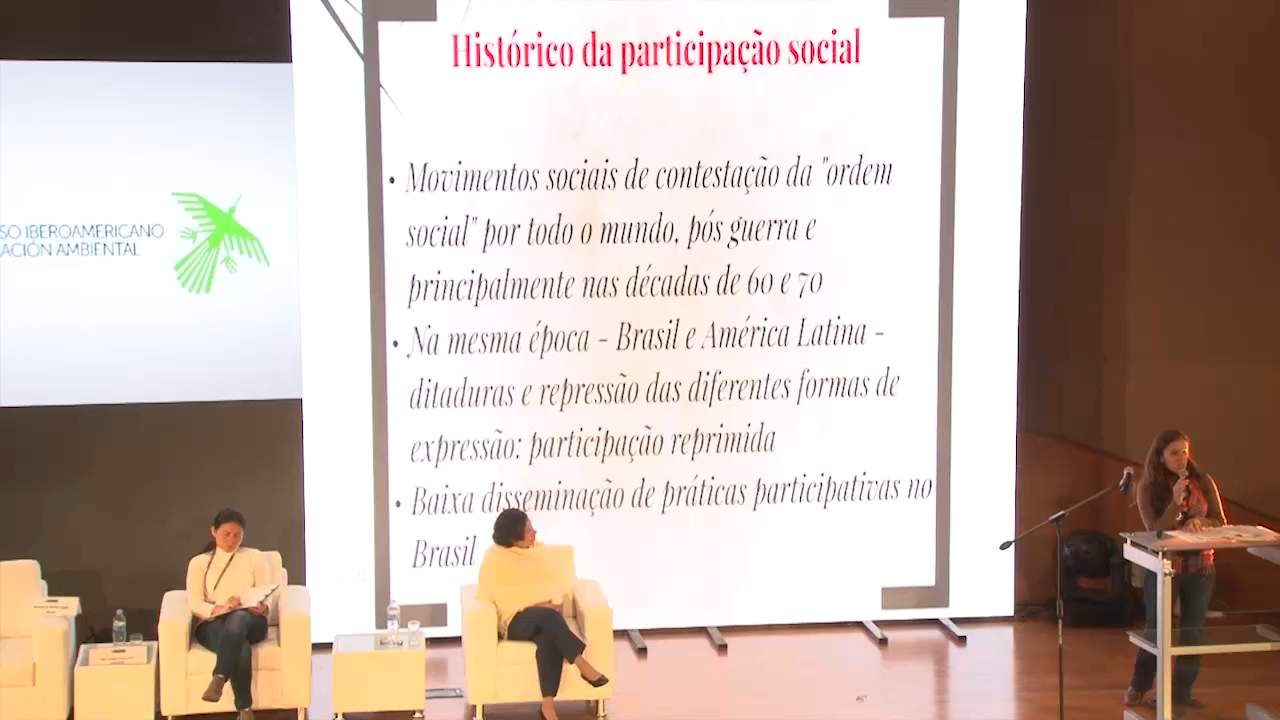 Histórico da participação social
• Movimentos sociais de contestação da "ordem
social" por todo o mundo, pós guerra e
principalmente nas décadas de 60 e 70
• Na mesma época - Brasil e América Latina -
ditaduras e repressão das diferentes formas de
expressão: participação reprimida
• Baixa disseminação de práticas participativas no
Brasil
SO IBEROAMERICANO
ACIÓN AMBIENTAL